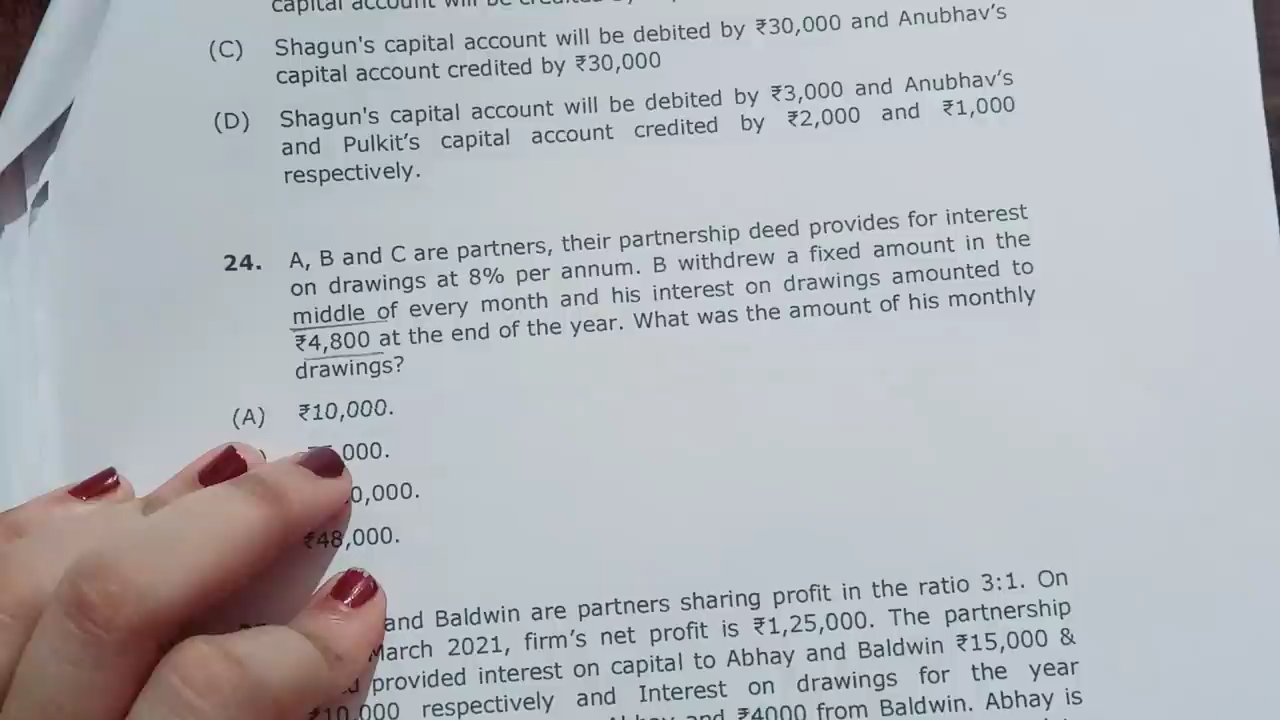 capital account will be credited by
(C) Shagun's capital account will be debited by ₹30,000 and Anubhav's
capital account credited by ₹30,000
(D) Shagun's capital account will be debited by ₹3,000 and Anubhav's
and Pulkit's capital account credited by ₹2,000 and ₹1,000
respectively.
24. A, B and C are partners, their partnership deed provides for interest
on drawings at 8% per annum. B withdrew a fixed amount in the
middle of every month and his interest on drawings amounted to
₹4,800 at the end of the year. What was the amount of his monthly
drawings?
(A) ₹10,000.
,000.
0,000.
₹48,000.
and Baldwin are partners sharing profit in the ratio 3:1. On
March 2021, firm's net profit is ₹1,25,000. The partnership
provided interest on capital to Abhay and Baldwin ₹15,000 &
₹10,000 respectively and Interest on drawings for the year
and ₹4000 from Baldwin. Abhay is